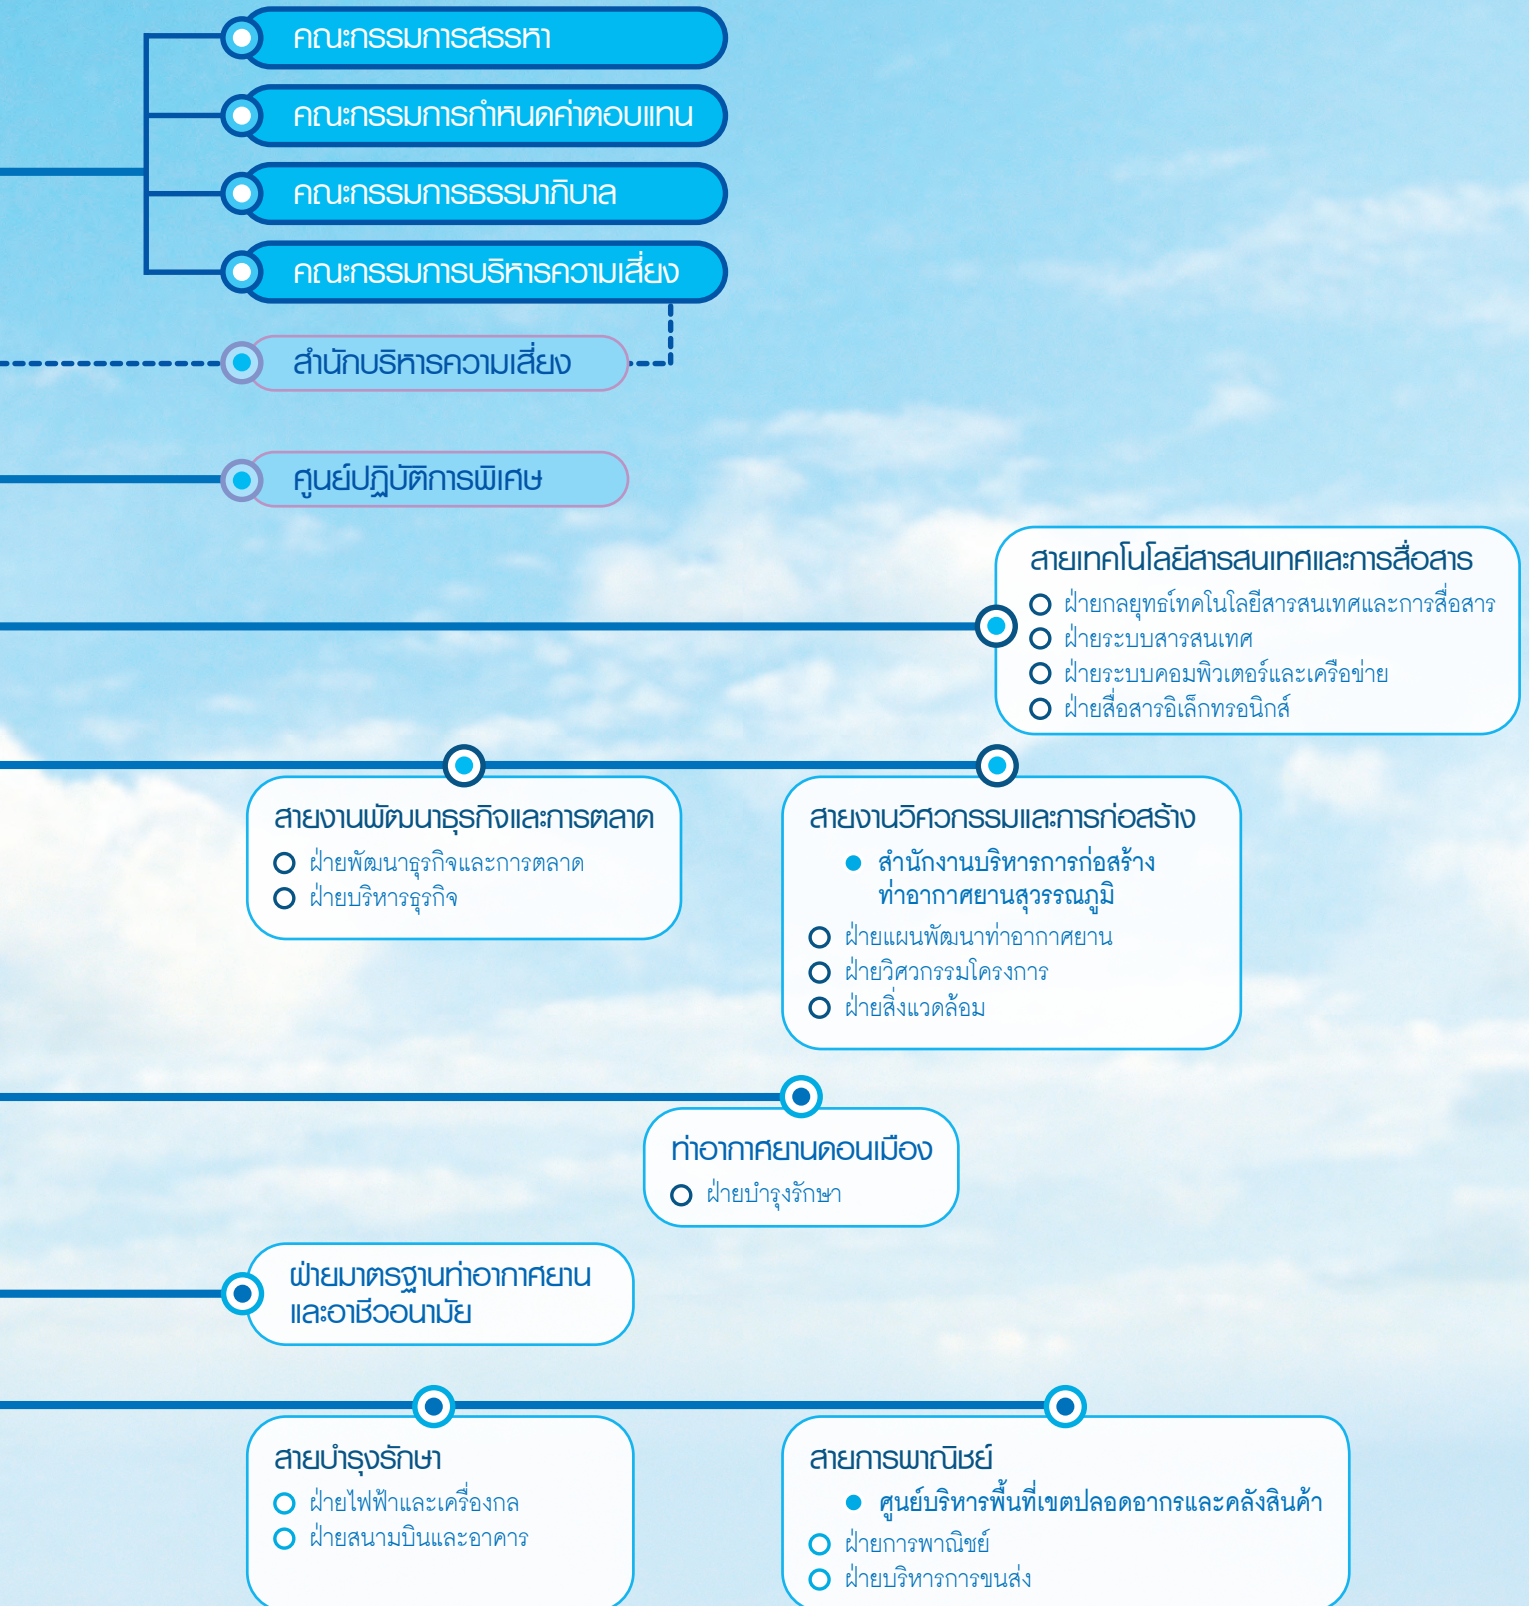 คณะกรรมการสรรหา
คณะกรรมการกำหนดค่าตอบแทน
คณะกรรมการธรรมาภิบาล
คณะกรรมการบริหารความเสี่ยง
สำนักบริหารความเสี่ยง
ศูนย์ปฏิบัติการพิเศษ
สายเทคโนโลยีสารสนเทศและการสื่อสาร
ฝ่ายกลยุทธ์เทคโนโลยีสารสนเทศและการสื่อสาร
ฝ่ายระบบสารสนเทศ
ฝ่ายระบบคอมพิวเตอร์และเครือข่าย
ฝ่ายสื่อสารอิเล็กทรอนิกส์
สายงานพัฒนาธุรกิจและการตลาด
ฝ่ายพัฒนาธุรกิจและการตลาด
ฝ่ายบริหารธุรกิจ
สายงานวิศวกรรมและการก่อสร้าง
สำนักงานบริหารการก่อสร้าง
ท่าอากาศยานสุวรรณภูมิ
ฝ่ายแผนพัฒนาท่าอากาศยาน
ฝ่ายวิศวกรรมโครงการ
ฝ่ายสิ่งแวดล้อม
ท่าอากาศยานดอนเมือง
ฝ่ายบำรุงรักษา
ฝ่ายมาตรฐานท่าอากาศยาน
และอาชีวอนามัย
สายบำรุงรักษา
ฝ่ายไฟฟ้าและเครื่องกล
ฝ่ายสนามบินและอาคาร
สายการพาณิชย์
ศูนย์บริหารพื้นที่เขตปลอดอากรและคลังสินค้า
ฝ่ายการพาณิชย์
ฝ่ายบริหารการขนส่ง